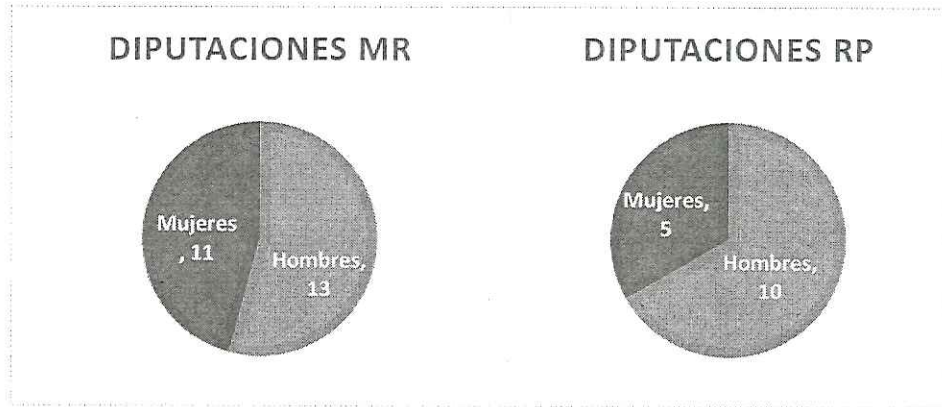 DIPUTACIONES MR
Mujeres
, 11
Hombres,
13
DIPUTACIONES RP
Mujeres,
5
Hombres,
10